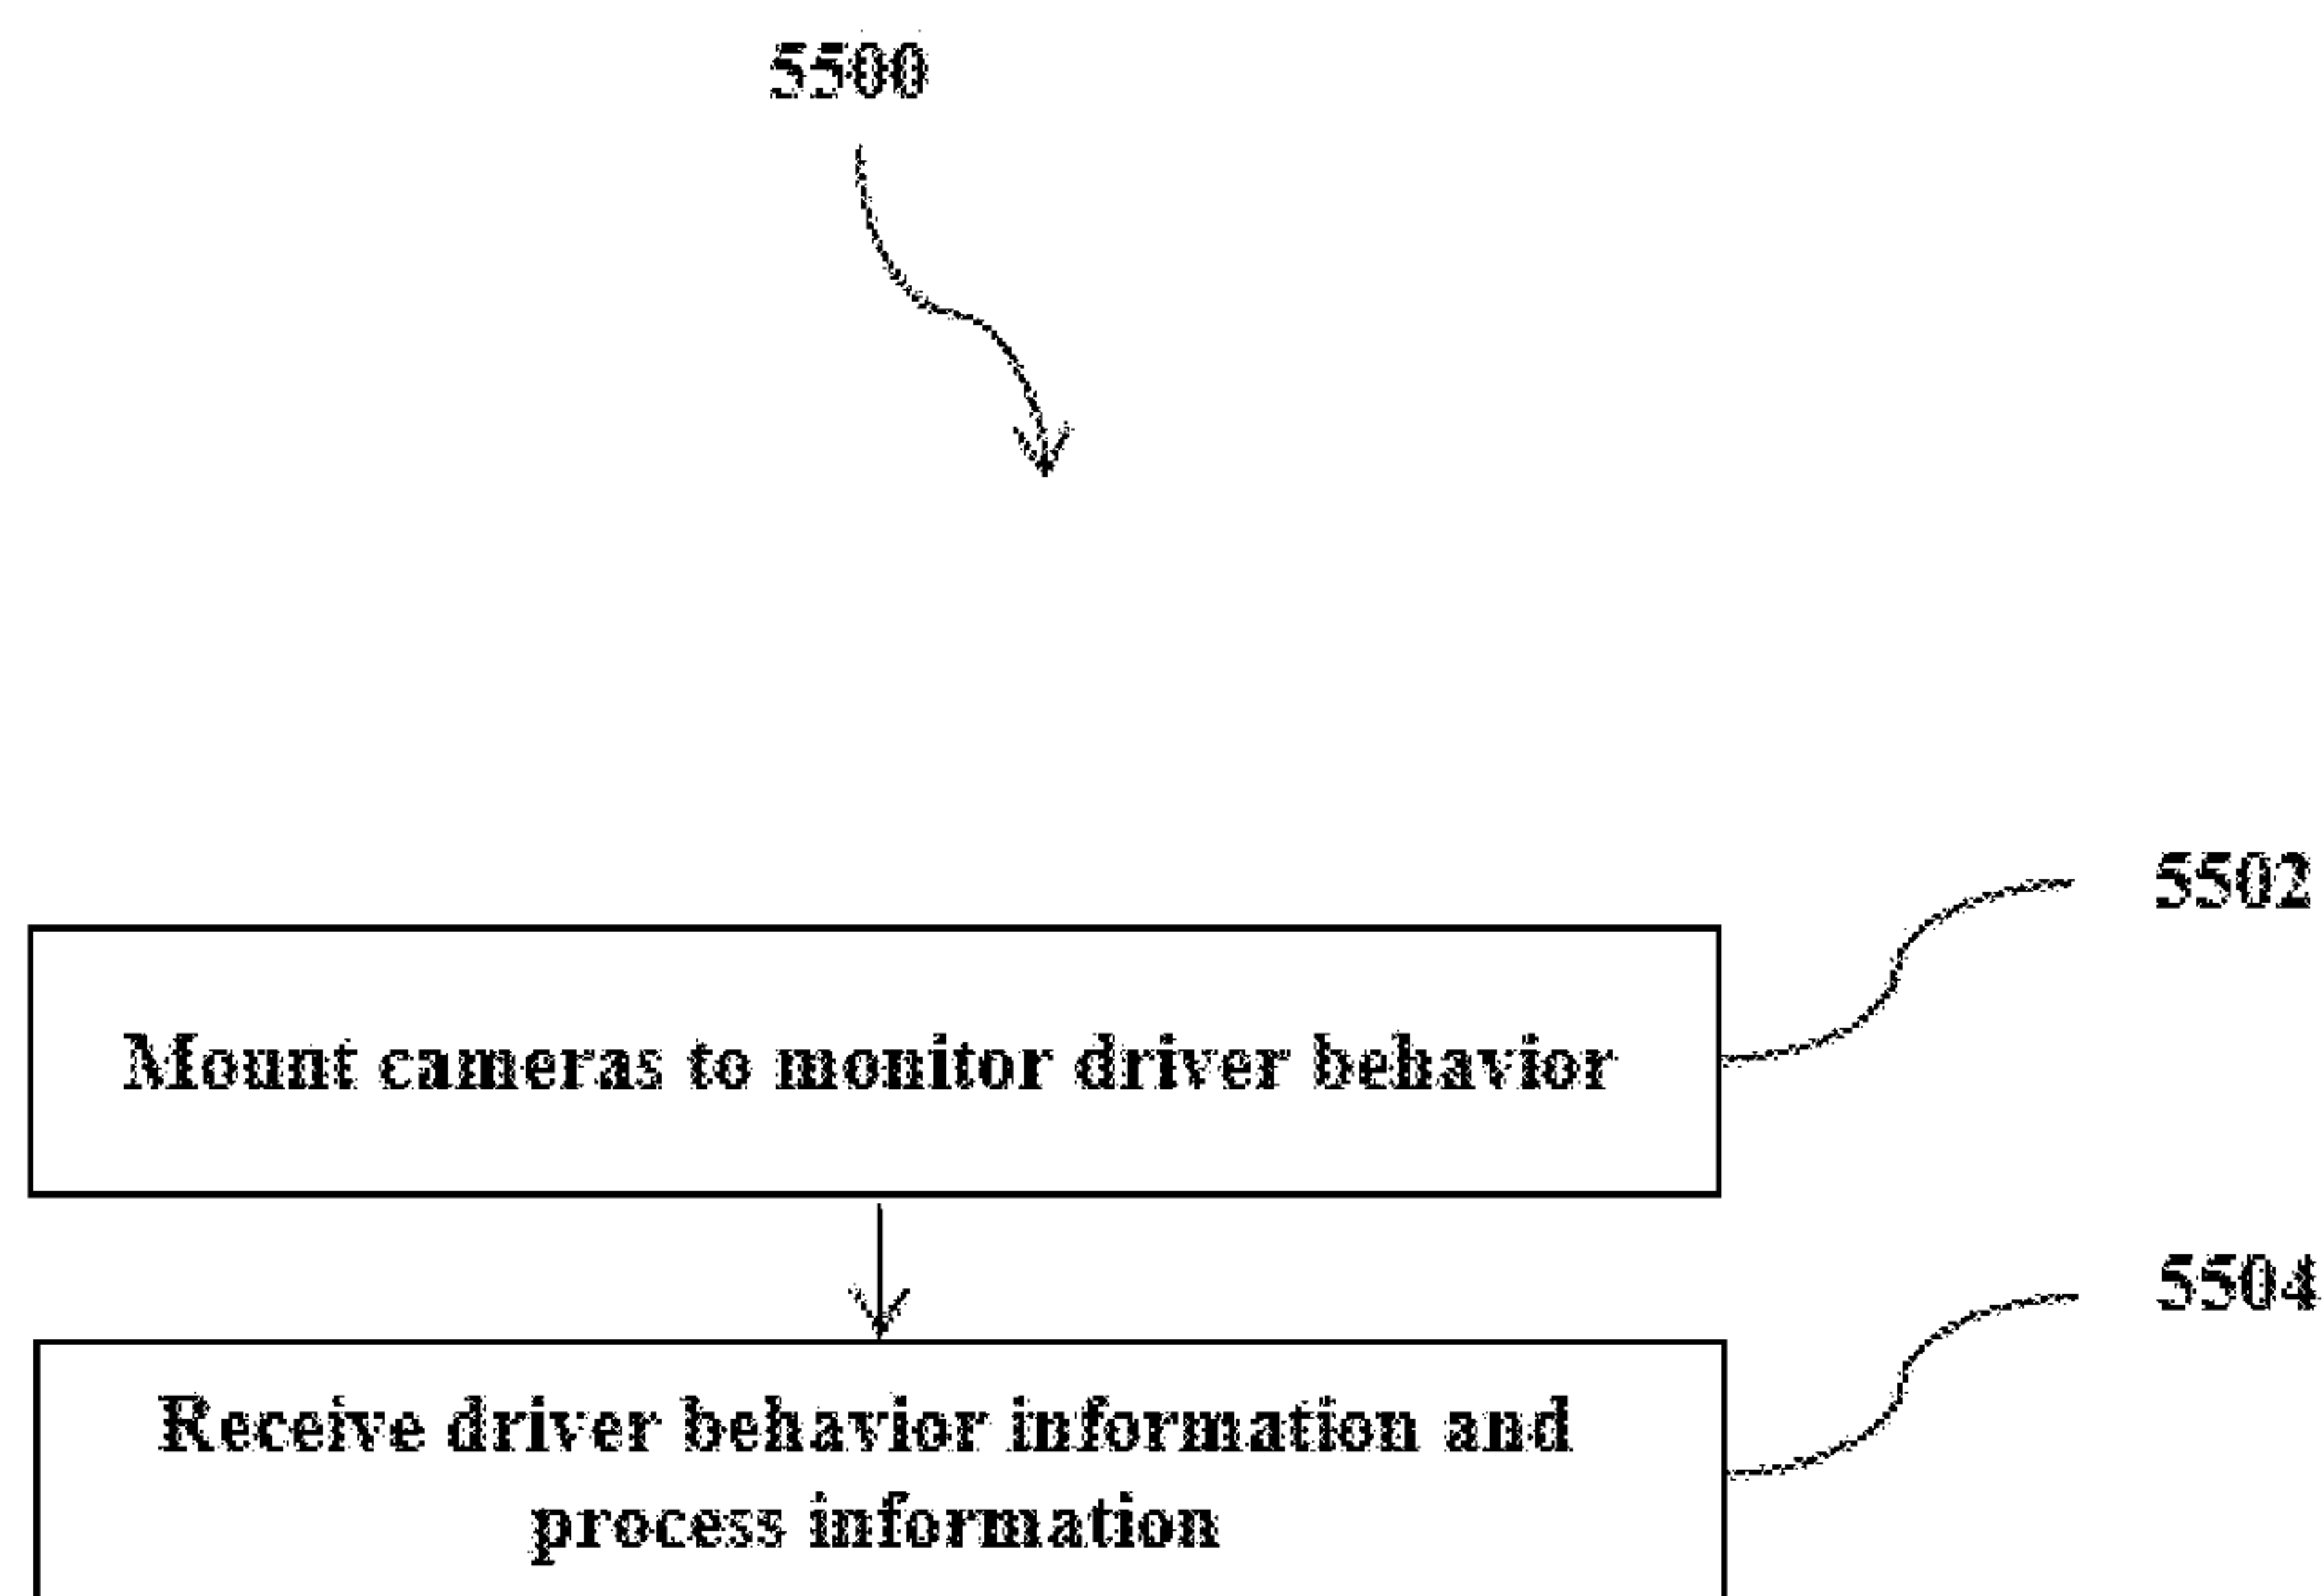 5500
5502
Mount cameras to monitor driver behavior
5504
Receive driver behavior information and
process information